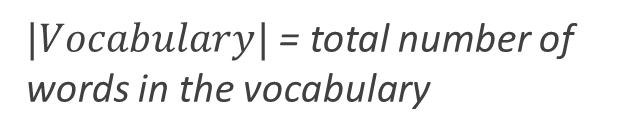 |Vocabulary| = total number of
words in the vocabulary